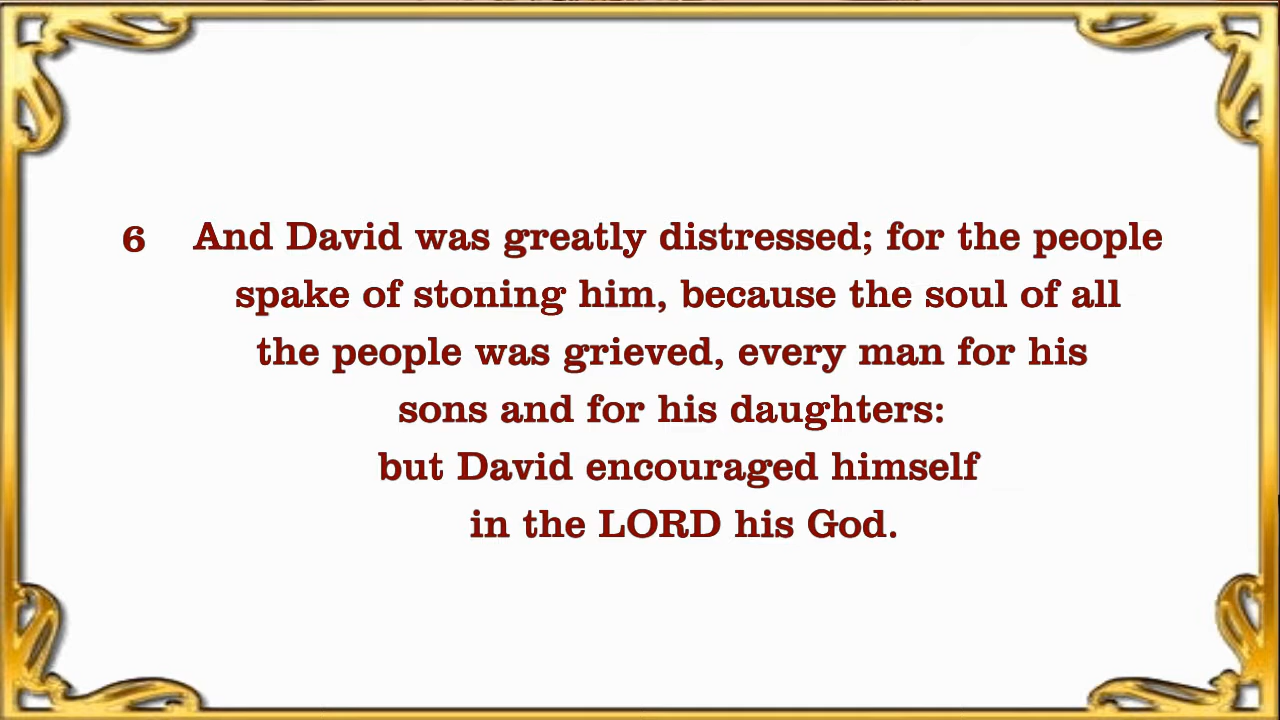 6 And David was greatly distressed; for the people
spake of stoning him, because the soul of all
the people was grieved, every man for his
sons and for his daughters:
but David encouraged himself
in the LORD his God.